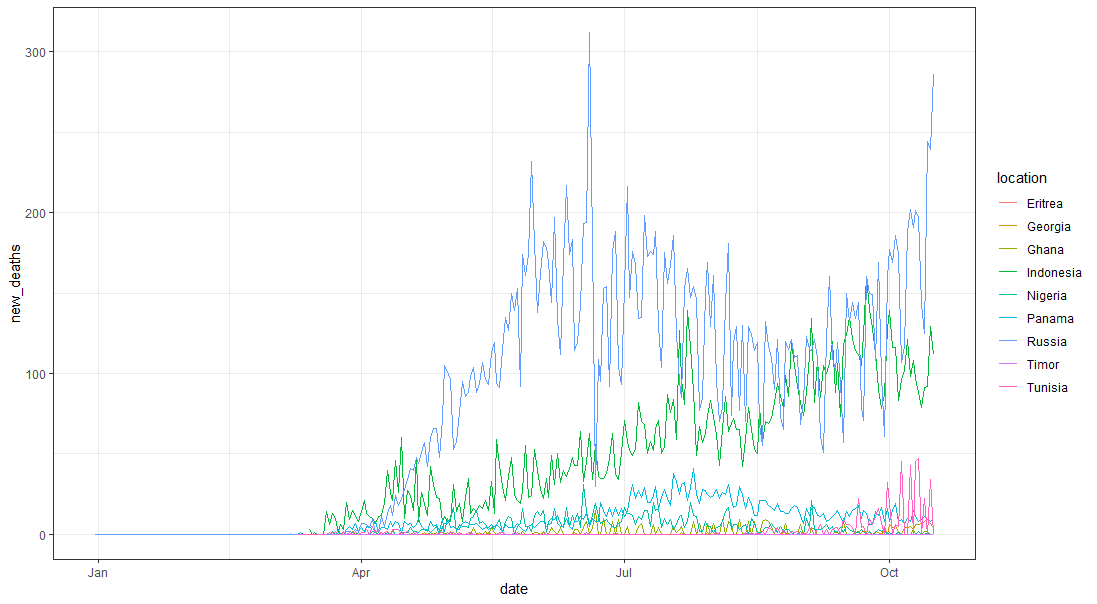 300
200
100
0
new_deaths
Jan
Apr
Jul
Oct
date
location
Eritrea
Georgia
Ghana
Indonesia
Nigeria
Panama
Russia
Timor
Tunisia